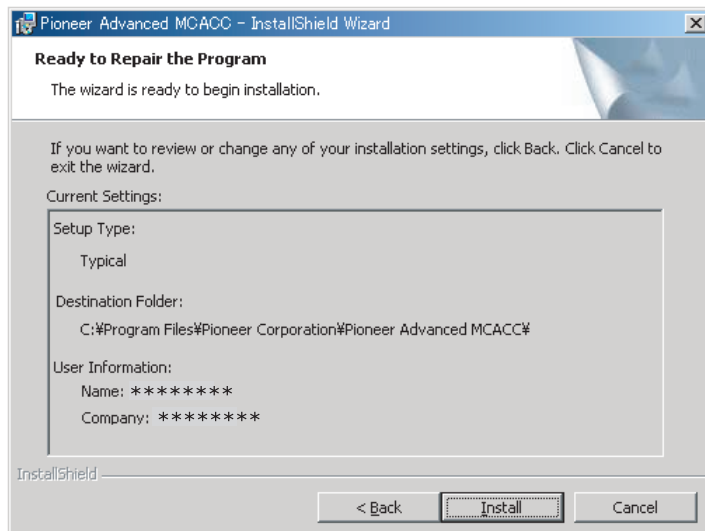 Pioneer Advanced MCACC - InstallShield Wizard
Ready to Repair the Program
The wizard is ready to begin installation.
If you want to review or change any of your installation settings, click Back. Click Cancel to
exit the wizard.
Current Settings:
Setup Type:
Typical
Destination Folder:
C:¥Program Files¥Pioneer Corporation¥Pioneer Advanced MCACC¥
User Information:
Name: ********
Company: ********
InstallShield
< Back Install Cancel